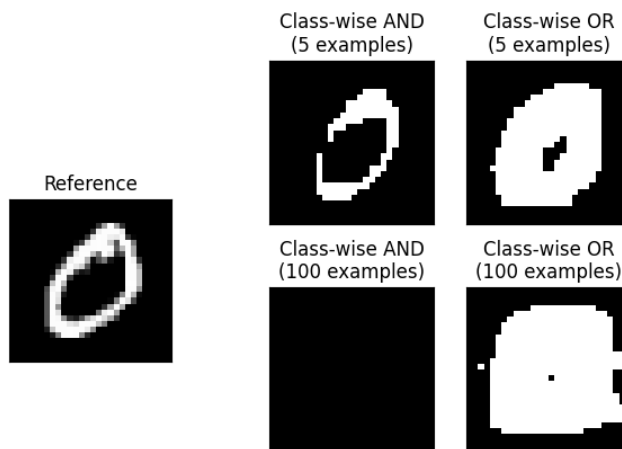 Class-wise AND
(5 examples)
Class-wise OR
(5 examples)
Reference
Class-wise AND
(100 examples)
Class-wise OR
(100 examples)